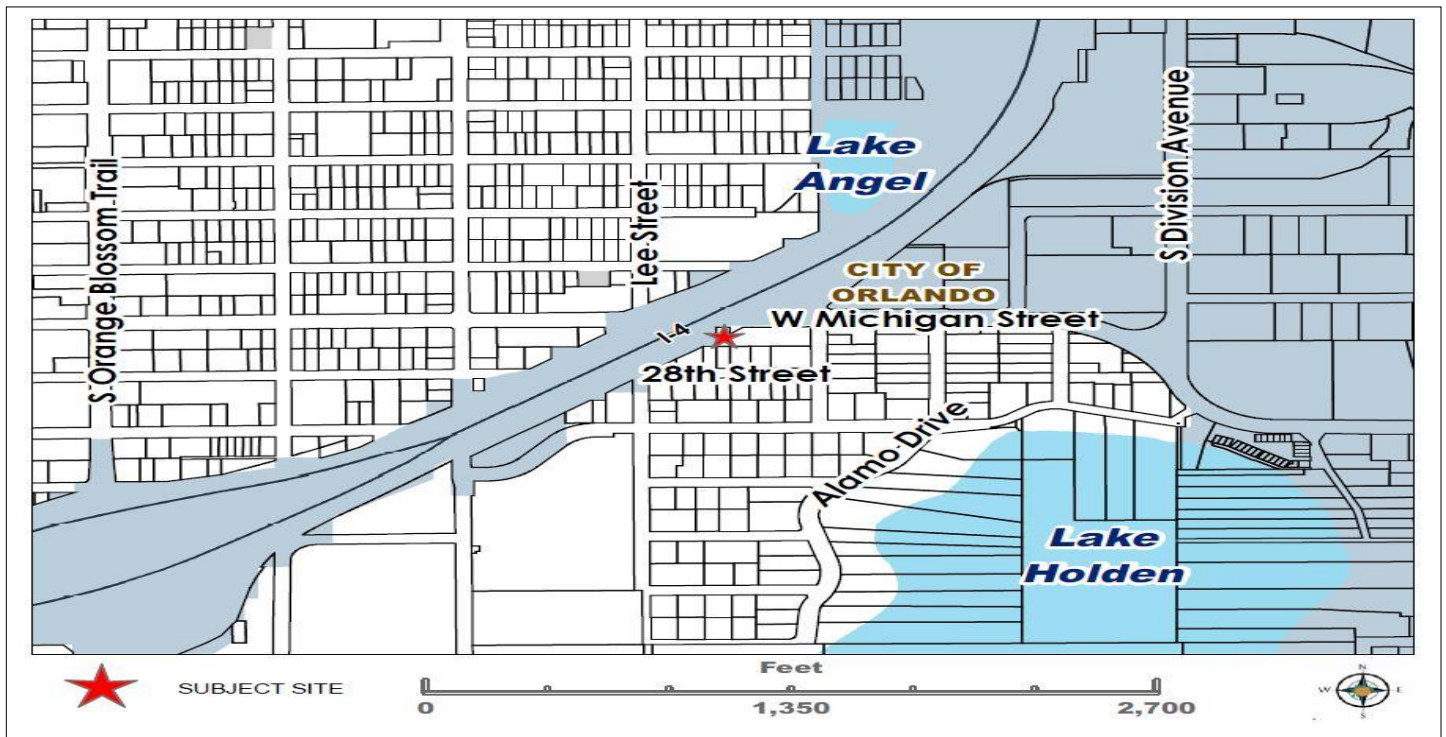 Lake
Angel
S Division Avenue
S Orange Blossom Trail
Lee Street
CITY OF
ORLANDO
W Michigan Street
I-4
28th Street
Alamo Drive
Lake
Holden
Feet
SUBJECT SITE
0
1,350
2,700
N
W
E
S